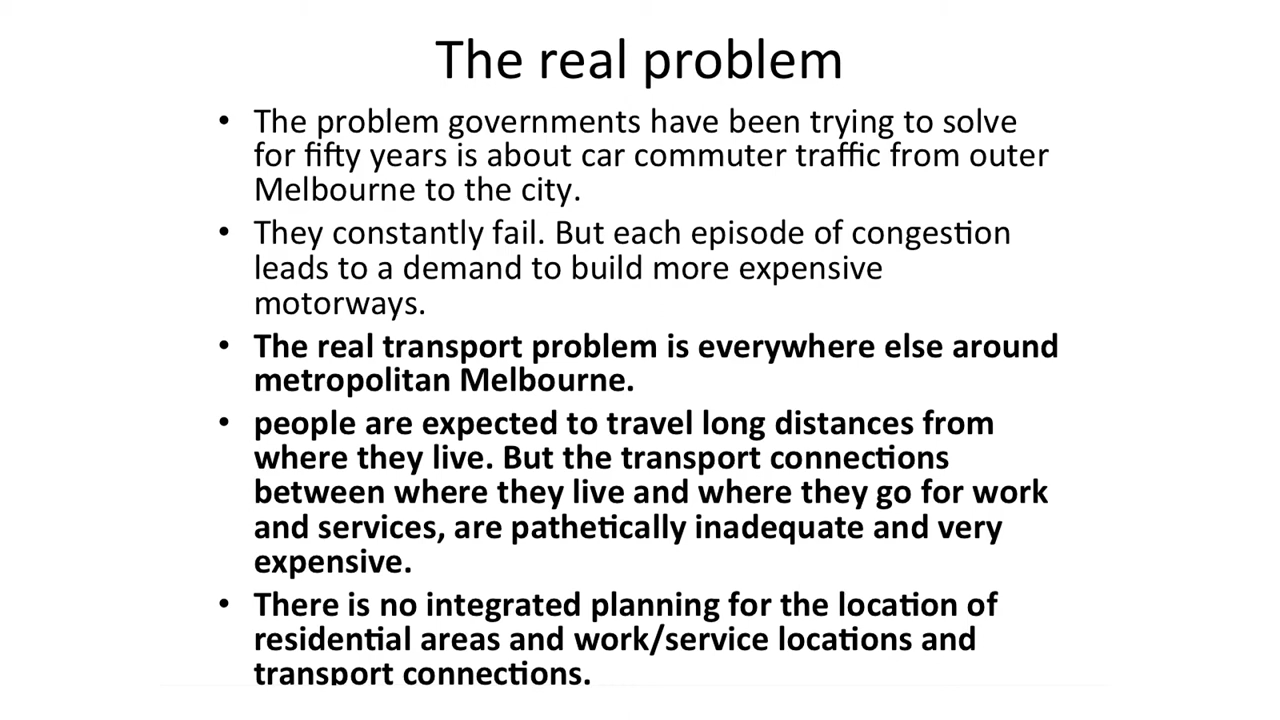 The real problem
• The problem governments have been trying to solve
for fifty years is about car commuter traffic from outer
Melbourne to the city.
• They constantly fail. But each episode of congestion
leads to a demand to build more expensive
motorways.
• The real transport problem is everywhere else around
metropolitan Melbourne.
• people are expected to travel long distances from
where they live. But the transport connections
between where they live and where they go for work
and services, are pathetically inadequate and very
expensive.
• There is no integrated planning for the location of
residential areas and work/service locations and
transport connections.